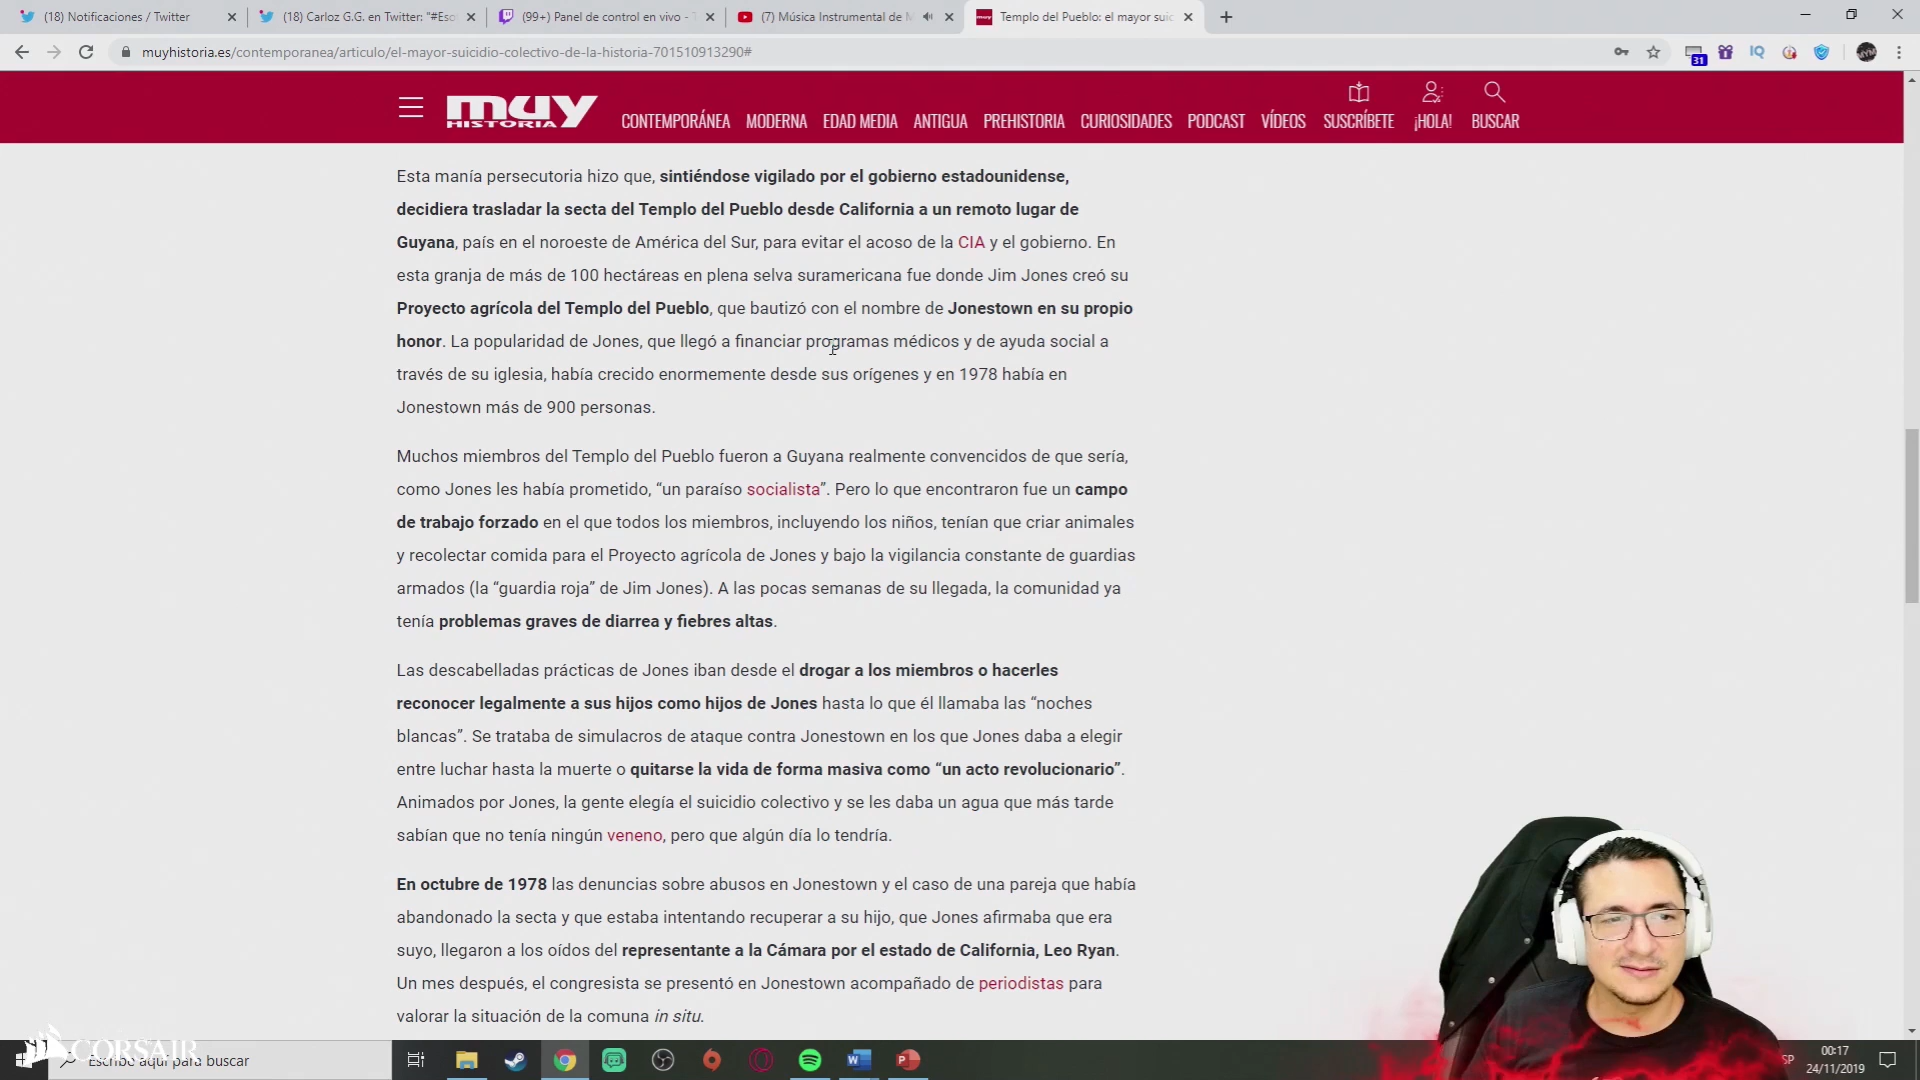 (18) Notificaciones / Twitter
(18) Carloz G.G. en Twitter: "#Eso
(99+) Panel de control en vivo - T
(7) Música Instrumental de M
Templo del Pueblo: el mayor suic
muyhistoria.es/contemporanea/articulo/el-mayor-suicidio-colectivo-de-la-historia-701510913290#
31
IQ
muy
HISTORIA
CONTEMPORÁNEA MODERNA EDAD MEDIA ANTIGUA PREHISTORIA CURIOSIDADES PODCAST VÍDEOS SUSCRÍBETE ¡HOLA! BUSCAR
Esta manía persecutoria hizo que, sintiéndose vigilado por el gobierno estadounidense,
decidiera trasladar la secta del Templo del Pueblo desde California a un remoto lugar de
Guyana, país en el noroeste de América del Sur, para evitar el acoso de la CIA y el gobierno. En
esta granja de más de 100 hectáreas en plena selva suramericana fue donde Jim Jones creó su
Proyecto agrícola del Templo del Pueblo, que bautizó con el nombre de Jonestown en su propio
honor. La popularidad de Jones, que llegó a financiar programas médicos y de ayuda social a
través de su iglesia, había crecido enormemente desde sus orígenes y en 1978 había en
Jonestown más de 900 personas.
Muchos miembros del Templo del Pueblo fueron a Guyana realmente convencidos de que sería,
como Jones les había prometido, “un paraíso socialista”. Pero lo que encontraron fue un campo
de trabajo forzado en el que todos los miembros, incluyendo los niños, tenían que criar animales
y recolectar comida para el Proyecto agrícola de Jones y bajo la vigilancia constante de guardias
armados (la “guardia roja” de Jim Jones). A las pocas semanas de su llegada, la comunidad ya
tenía problemas graves de diarrea y fiebres altas.
Las descabelladas prácticas de Jones iban desde el drogar a los miembros o hacerles
reconocer legalmente a sus hijos como hijos de Jones hasta lo que él llamaba las “noches
blancas”. Se trataba de simulacros de ataque contra Jonestown en los que Jones daba a elegir
entre luchar hasta la muerte o quitarse la vida de forma masiva como “un acto revolucionario”.
Animados por Jones, la gente elegía el suicidio colectivo y se les daba un agua que más tarde
sabían que no tenía ningún veneno, pero que algún día lo tendría.
En octubre de 1978 las denuncias sobre abusos en Jonestown y el caso de una pareja que había
abandonado la secta y que estaba intentando recuperar a su hijo, que Jones afirmaba que era
suyo, llegaron a los oídos del representante a la Cámara por el estado de California, Leo Ryan.
Un mes después, el congresista se presentó en Jonestown acompañado de periodistas para
valorar la situación de la comuna in situ.
CORSAIR
Escribe aquí para buscar
00:17
24/11/2019